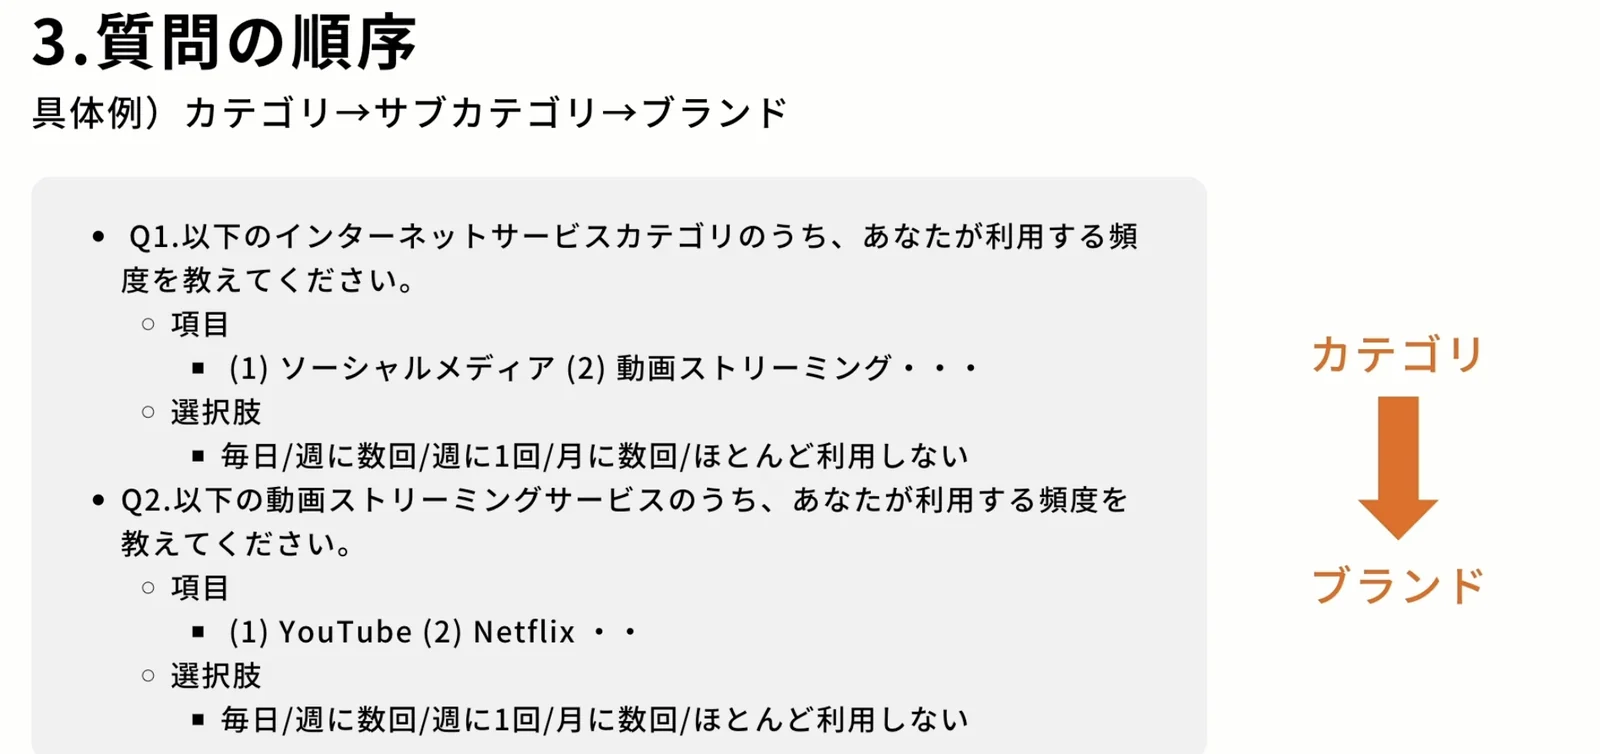 3.質問の順序
具体例）カテゴリ→サブカテゴリ→ブランド
• Q1.以下のインターネットサービスカテゴリのうち、あなたが利用する頻
度を教えてください。
○ 項目
■ (1) ソーシャルメディア (2) 動画ストリーミング・・・
○ 選択肢
■ 毎日/週に数回/週に1回/月に数回/ほとんど利用しない
• Q2.以下の動画ストリーミングサービスのうち、あなたが利用する頻度を
教えてください。
○ 項目
■ (1) YouTube (2) Netflix ・・
○ 選択肢
■ 毎日/週に数回/週に1回/月に数回/ほとんど利用しない
カテゴリ
ブランド